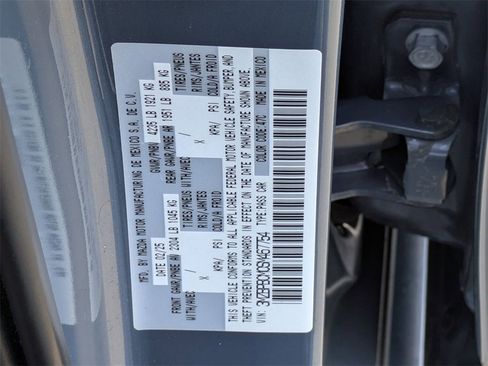 MFD. BY MAZDA MOTOR MANUFACTURING DE MEXICO S.A. DE C.V.
DATE 02/25 GVWR/PNBV 4235 LB 1921 KG
FRONT GAWR/PNBE AV 2304 LB 1045 KG REAR GAWR/PNBE AR 1951 LB 885 KG
WITH/AVEC TIRES/PNEUS WITH/AVEC TIRES/PNEUS
/ RIMS/JANTES / RIMS/JANTES
X KPA/ PSI COLD/A FROID X KPA/ PSI COLD/A FROID
THIS VEHICLE CONFORMS TO ALL APPLICABLE FEDERAL MOTOR VEHICLE SAFETY, BUMPER, AND
THEFT PREVENTION STANDARDS IN EFFECT ON THE DATE OF MANUFACTURE SHOWN ABOVE.
VIN: TYPE:PASS CAR COLOR CODE:47C MADE IN MEXICO